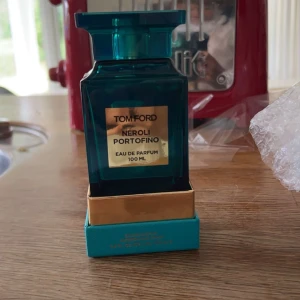 TOM FORD
NEROLI
PORTOFINO
EAU DE PARFUM
100 ML